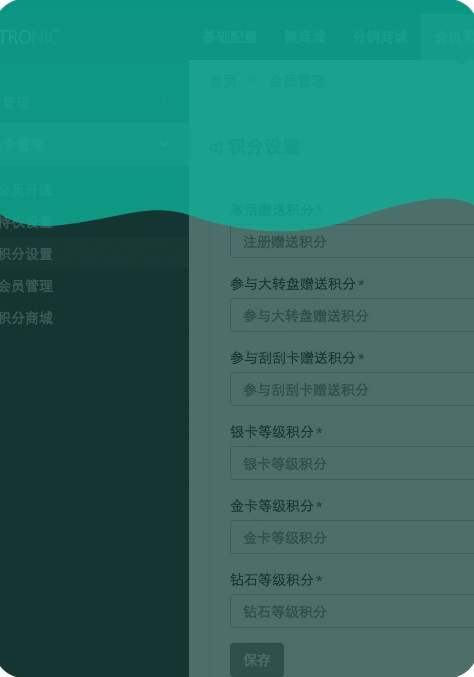 TRONIC
基础配置 微商城 分销商城 会员管
首页 会员管理
管理
卡管理
积分设置
会员开通
特权设置
积分设置
会员管理
积分商城
激活赠送积分*
注册赠送积分
参与大转盘赠送积分*
参与大转盘赠送积分
参与刮刮卡赠送积分*
参与刮刮卡赠送积分
银卡等级积分*
银卡等级积分
金卡等级积分*
金卡等级积分
钻石等级积分*
钻石等级积分
保存